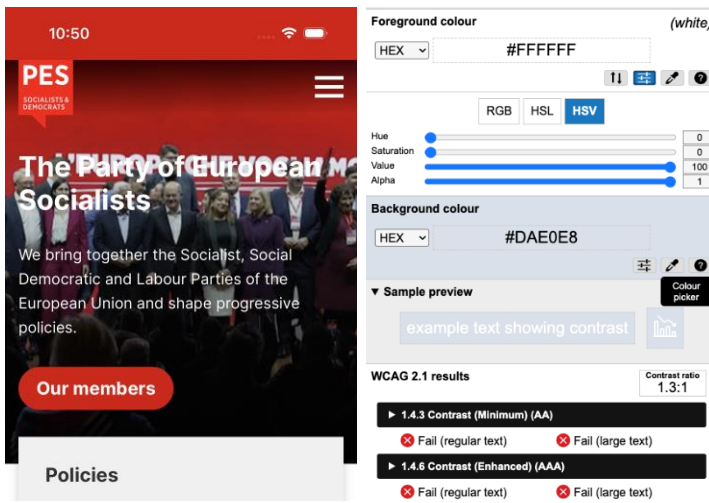 10:50
PES
SOCIALISTS &
DEMOCRATS
The Party of European
Socialists
We bring together the Socialist, Social
Democratic and Labour Parties of the
European Union and shape progressive
policies.
Our members
Policies
Foreground colour
(white)
HEX
#FFFFFF
?
RGB
HSL
HSV
Hue
0
Saturation
0
Value
100
Alpha
1
Background colour
HEX
#DAE0E8
?
Colour
picker
Sample preview
example text showing contrast
WCAG 2.1 results
Contrast ratio
1.3:1
1.4.3 Contrast (Minimum) (AA)
Fail (regular text)
Fail (large text)
1.4.6 Contrast (Enhanced) (AAA)
Fail (regular text)
Fail (large text)